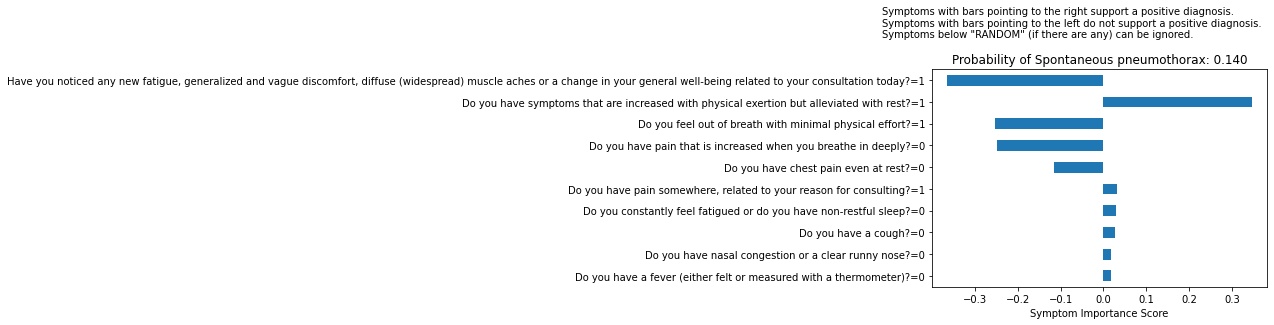 Symptoms with bars pointing to the right support a positive diagnosis.
Symptoms with bars pointing to the left do not support a positive diagnosis.
Symptoms below "RANDOM" (if there are any) can be ignored.
Probability of Spontaneous pneumothorax: 0.140
Have you noticed any new fatigue, generalized and vague discomfort, diffuse (widespread) muscle aches or a change in your general well-being related to your consultation today?=1
Do you have symptoms that are increased with physical exertion but alleviated with rest?=1
Do you feel out of breath with minimal physical effort?=1
Do you have pain that is increased when you breathe in deeply?=0
Do you have chest pain even at rest?=0
Do you have pain somewhere, related to your reason for consulting?=1
Do you constantly feel fatigued or do you have non-restful sleep?=0
Do you have a cough?=0
Do you have nasal congestion or a clear runny nose?=0
Do you have a fever (either felt or measured with a thermometer)?=0
−0.3 −0.2 −0.1 0.0 0.1 0.2 0.3
Symptom Importance Score